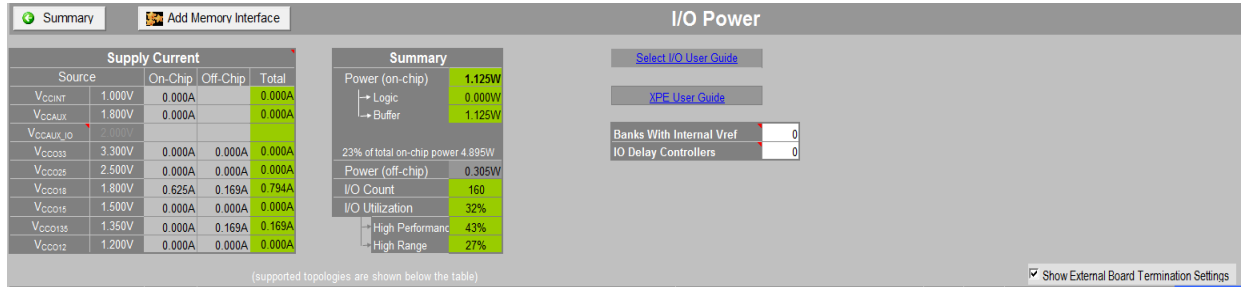 Summary Add Memory Interface I/O Power
Supply Current Summary Select I/O User Guide
Source On-Chip Off-Chip Total Power (on-chip) 1.125W
VCCINT 1.000V 0.000A 0.000A Logic 0.000W XPE User Guide
VCCAUX 1.800V 0.000A 0.000A Buffer 1.125W
VCCAUX_IO 2.000V Banks With Internal Vref 0
VCCO33 3.300V 0.000A 0.000A 0.000A 23% of total on-chip power 4.895W IO Delay Controllers 0
VCCO25 2.500V 0.000A 0.000A 0.000A Power (off-chip) 0.305W
VCCO18 1.800V 0.625A 0.169A 0.794A I/O Count 160
VCCO15 1.500V 0.000A 0.000A 0.000A I/O Utilization 32%
VCCO135 1.350V 0.000A 0.169A 0.169A High Performanc 43%
VCCO12 1.200V 0.000A 0.000A 0.000A High Range 27%
(supported topologies are shown below the table) Show External Board Termination Settings